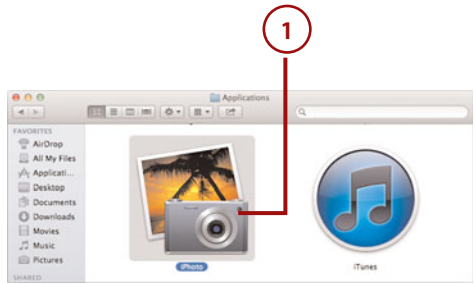 1
Applications
FAVORITES
AirDrop
All My Files
Applicati...
Desktop
Documents
Downloads
Movies
Music
Pictures
SHARED
iPhoto
iTunes